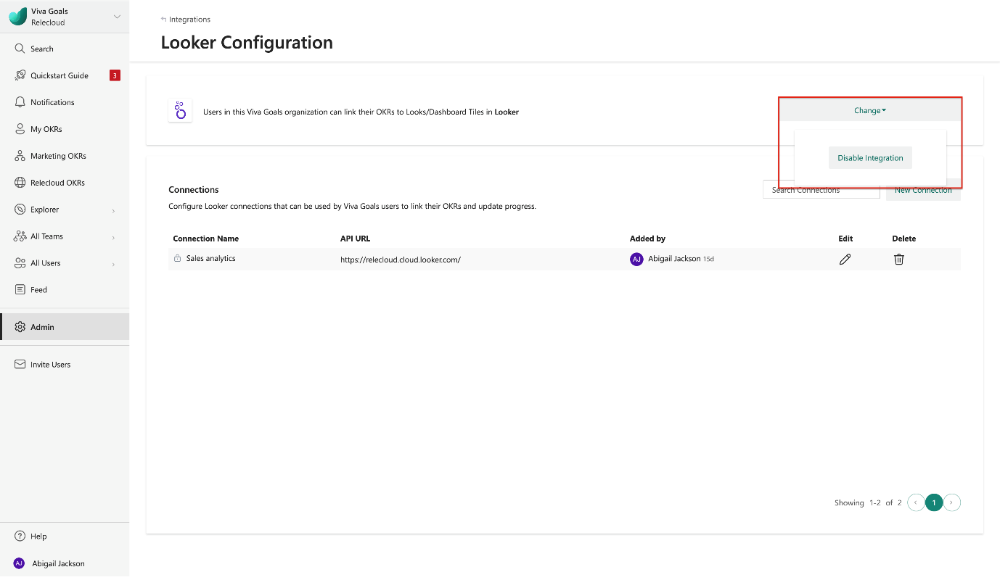 Viva Goals
Relecloud
Search
Quickstart Guide 3
Notifications
My OKRs
Marketing OKRs
Relecloud OKRs
Explorer
All Teams
All Users
Feed
Admin
Invite Users
Help
AJ Abigail Jackson
Integrations
Looker Configuration
Users in this Viva Goals organization can link their OKRs to Looks/Dashboard Tiles in Looker
Change
Disable Integration
Connections
Search Connections
New Connection
Configure Looker connections that can be used by Viva Goals users to link their OKRs and update progress.
Connection Name API URL Added by Edit Delete
Sales analytics https://relecloud.cloud.looker.com/ AJ Abigail Jackson 15d
Showing 1-2 of 2 1